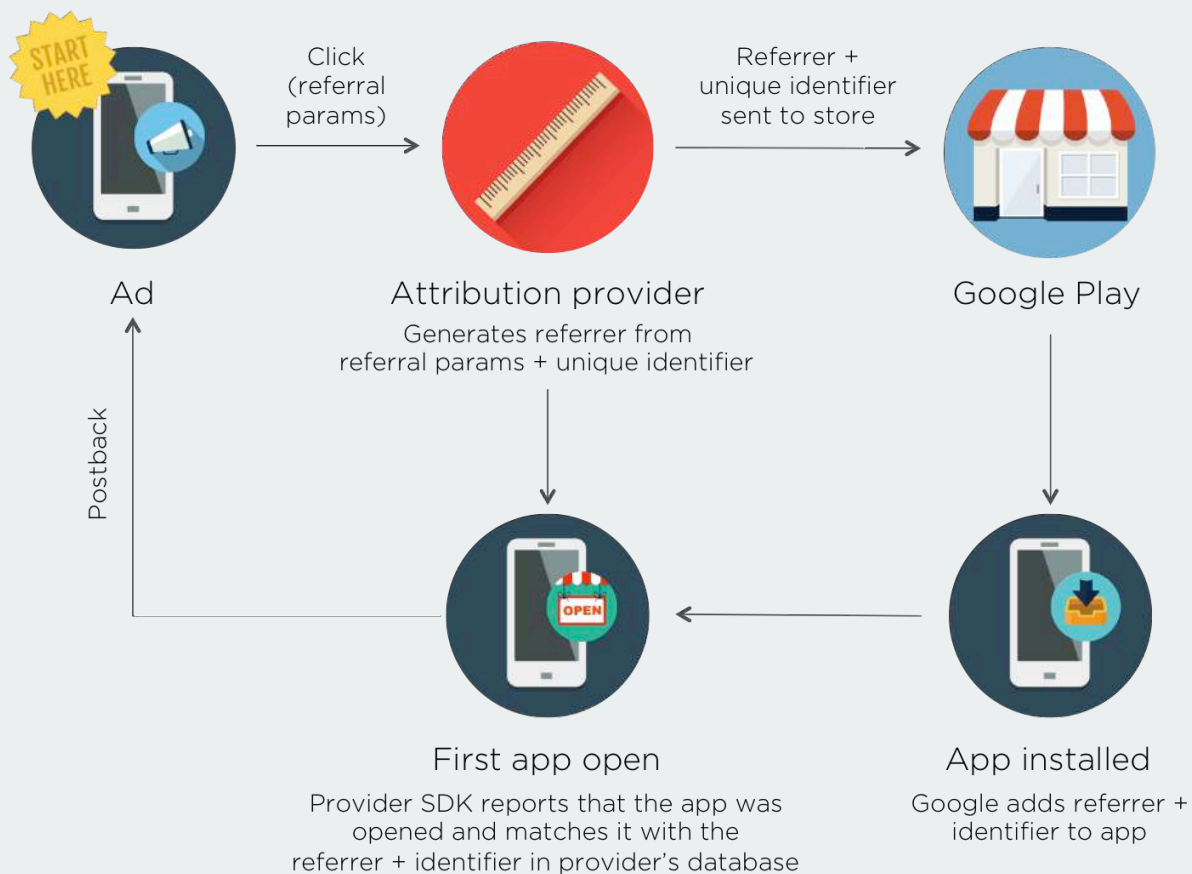 START
HERE
Click
(referral
params)
Referrer +
unique identifier
sent to store
Ad
Attribution provider
Generates referrer from
referral params + unique identifier
Google Play
Postback
OPEN
First app open
Provider SDK reports that the app was
opened and matches it with the
referrer + identifier in provider's database
App installed
Google adds referrer +
identifier to app